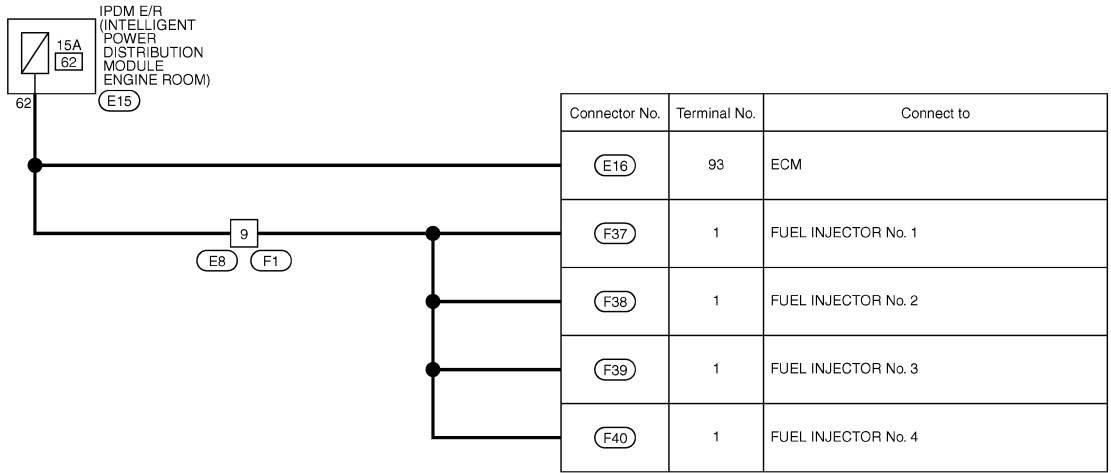 IPDM E/R
(INTELLIGENT
POWER
DISTRIBUTION
MODULE
ENGINE ROOM)
15A
62
62
E15
Connector No. Terminal No. Connect to
E16 93 ECM
F37 1 FUEL INJECTOR No. 1
9
E8 F1
F38 1 FUEL INJECTOR No. 2
F39 1 FUEL INJECTOR No. 3
F40 1 FUEL INJECTOR No. 4